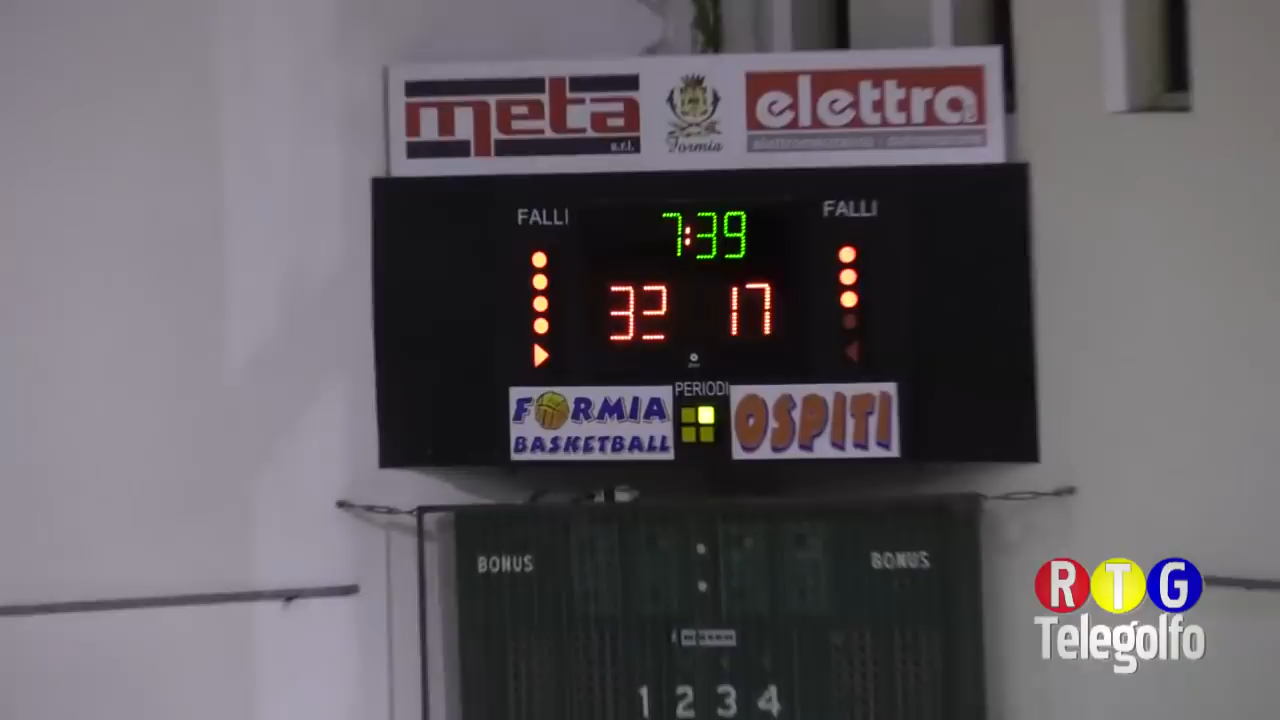 meta
s.r.l.
Formia
elettra
FALLI
7:39
FALLI
32 17
PERIODI
FORMIA
BASKETBALL
OSPITI
BONUS
BONUS
1 2 3 4
RTG
Telegolfo